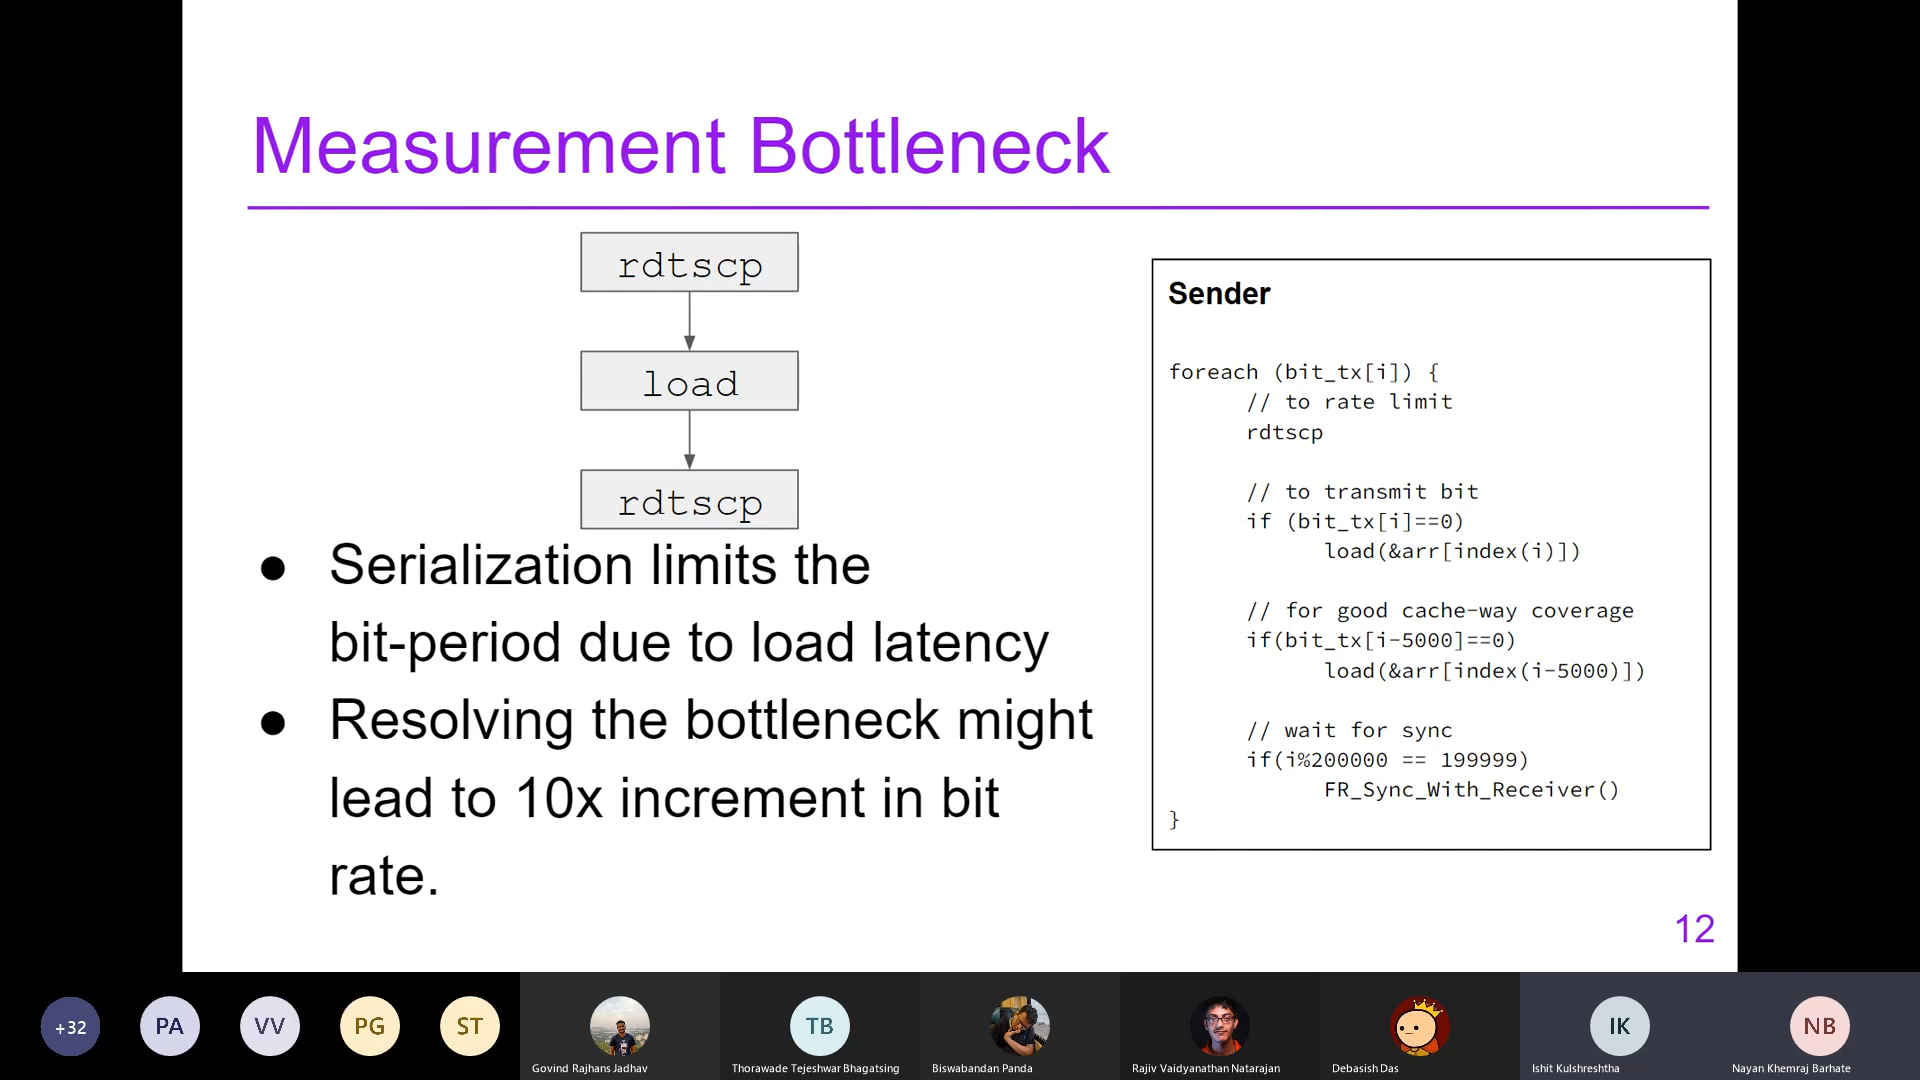 Measurement Bottleneck
rdtscp
load
rdtscp
● Serialization limits the
bit-period due to load latency
● Resolving the bottleneck might
lead to 10x increment in bit
rate.
Sender
foreach (bit_tx[i]) {
// to rate limit
rdtscp
// to transmit bit
if (bit_tx[i]==0)
load(&arr[index(i)])
// for good cache-way coverage
if(bit_tx[i-5000]==0)
load(&arr[index(i-5000)])
// wait for sync
if(i%200000 == 199999)
FR_Sync_With_Receiver()
}
12
+32
PA
VV
PG
ST
Govind Rajhans Jadhav
TB
Thorawade Tejeshwar Bhagatsing
Biswabandan Panda
Rajiv Vaidyanathan Natarajan
Debasish Das
IK
Ishit Kulshreshtha
NB
Nayan Khemraj Barhate